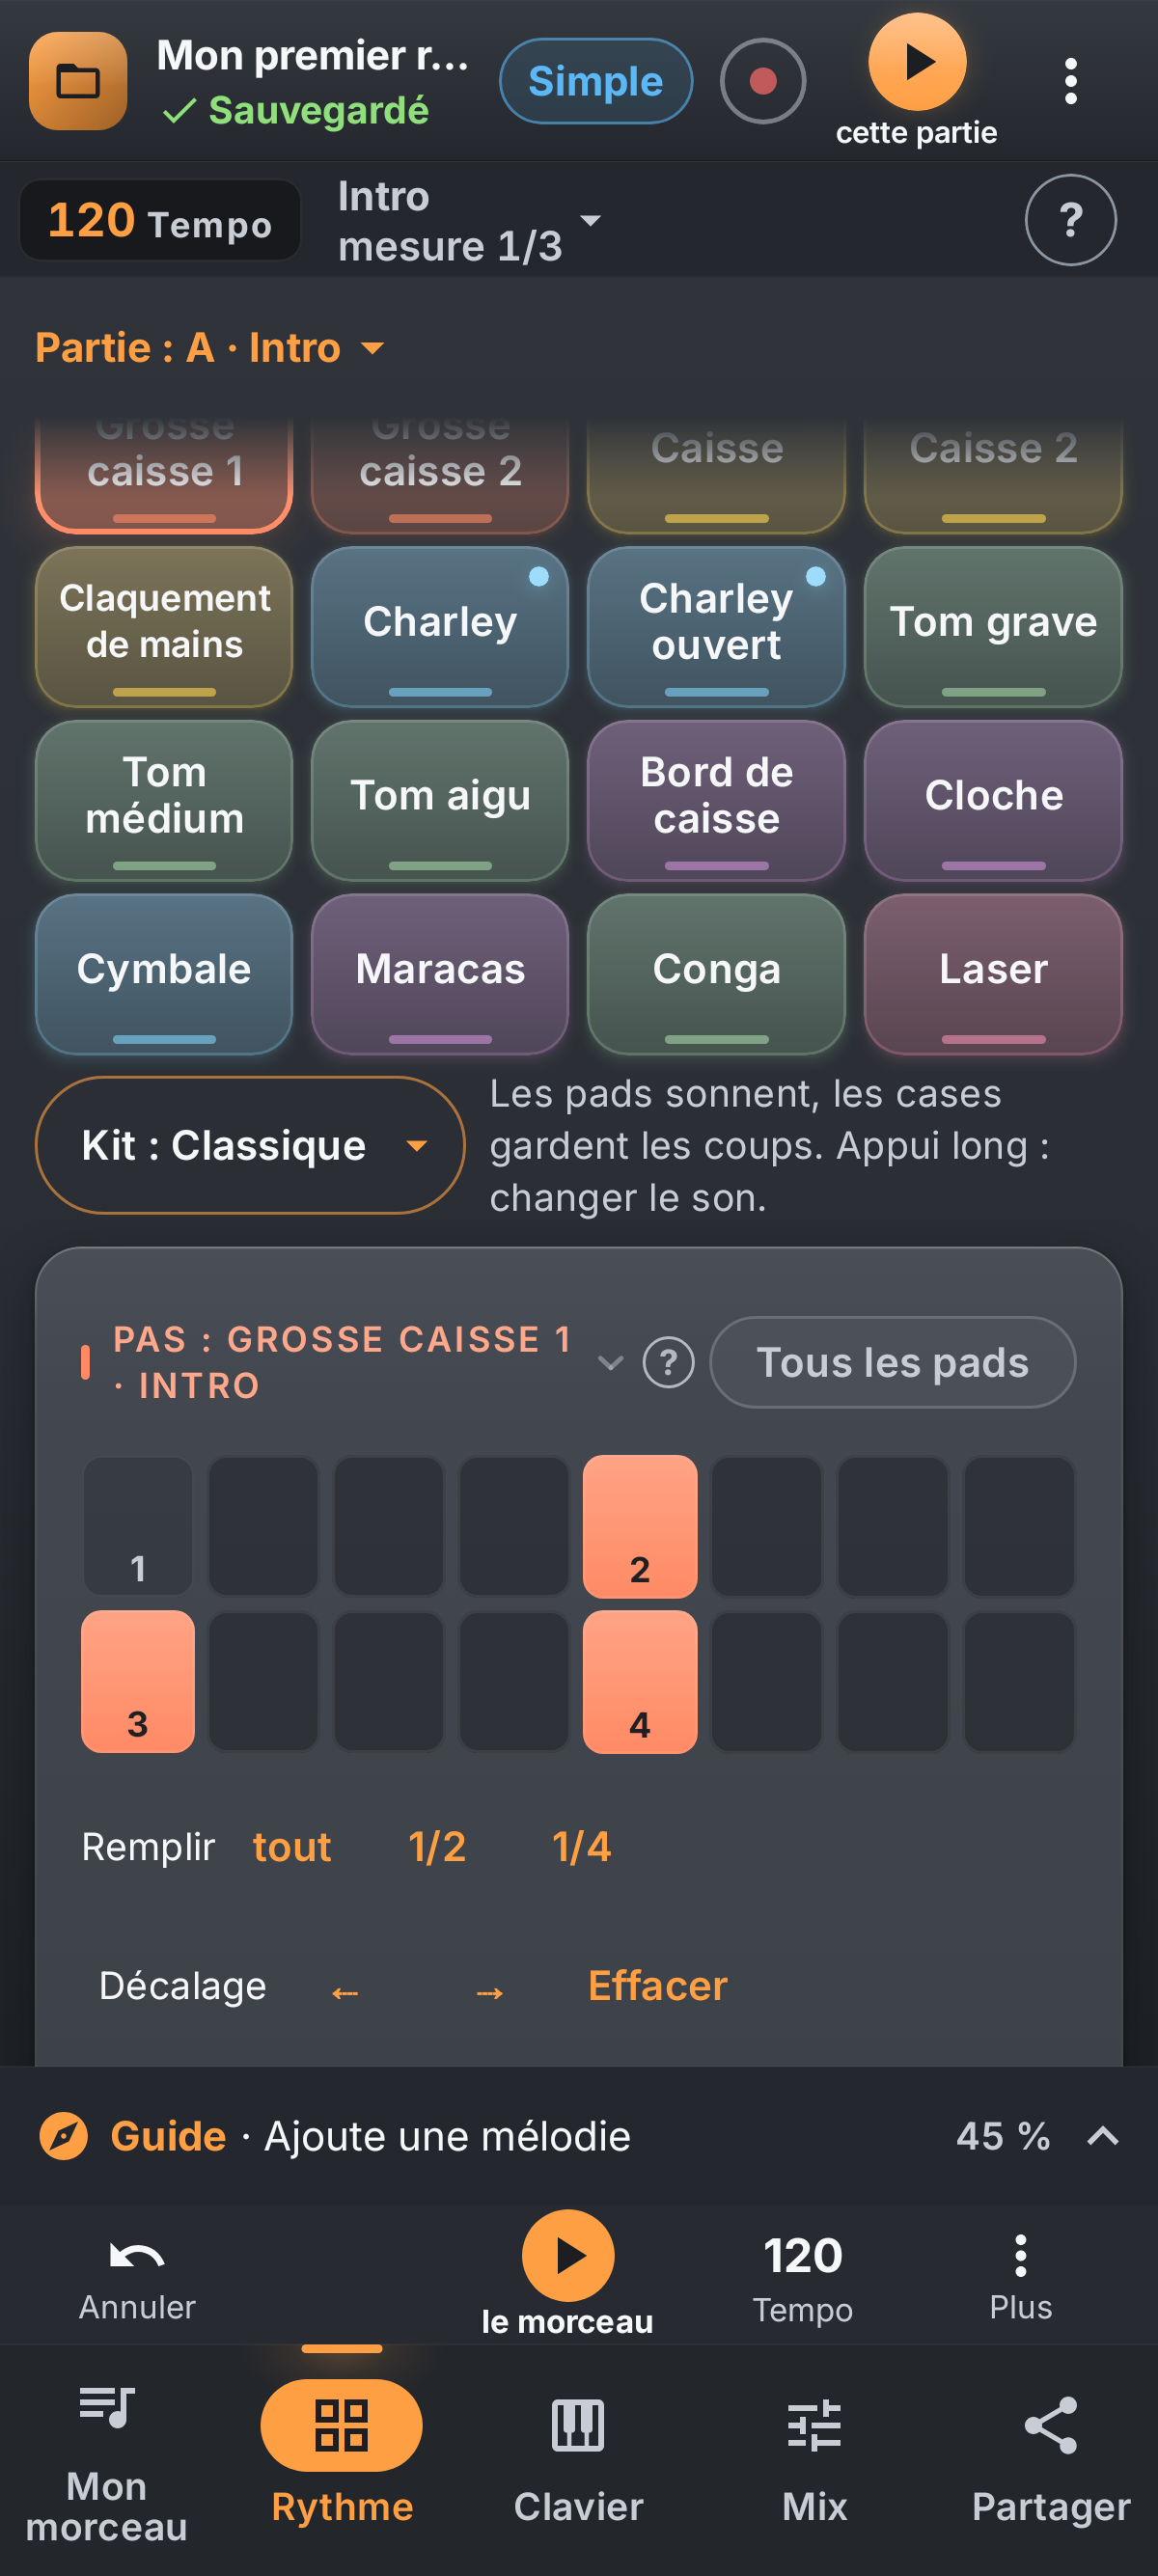 Mon premier r...
Sauvegardé
Simple
cette partie
120 Tempo
Intro
mesure 1/3
?
Partie : A · Intro
Grosse
caisse 1
Grosse
caisse 2
Caisse
Caisse 2
Claquement
de mains
Charley
Charley
ouvert
Tom grave
Tom
médium
Tom aigu
Bord de
caisse
Cloche
Cymbale
Maracas
Conga
Laser
Kit : Classique
Les pads sonnent, les cases
gardent les coups. Appui long :
changer le son.
PAS : GROSSE CAISSE 1
· INTRO
?
Tous les pads
1
2
3
4
Remplir tout 1/2 1/4
Décalage ← → Effacer
Guide · Ajoute une mélodie
45 %
Annuler
le morceau
120
Tempo
Plus
Mon
morceau
Rythme
Clavier
Mix
Partager